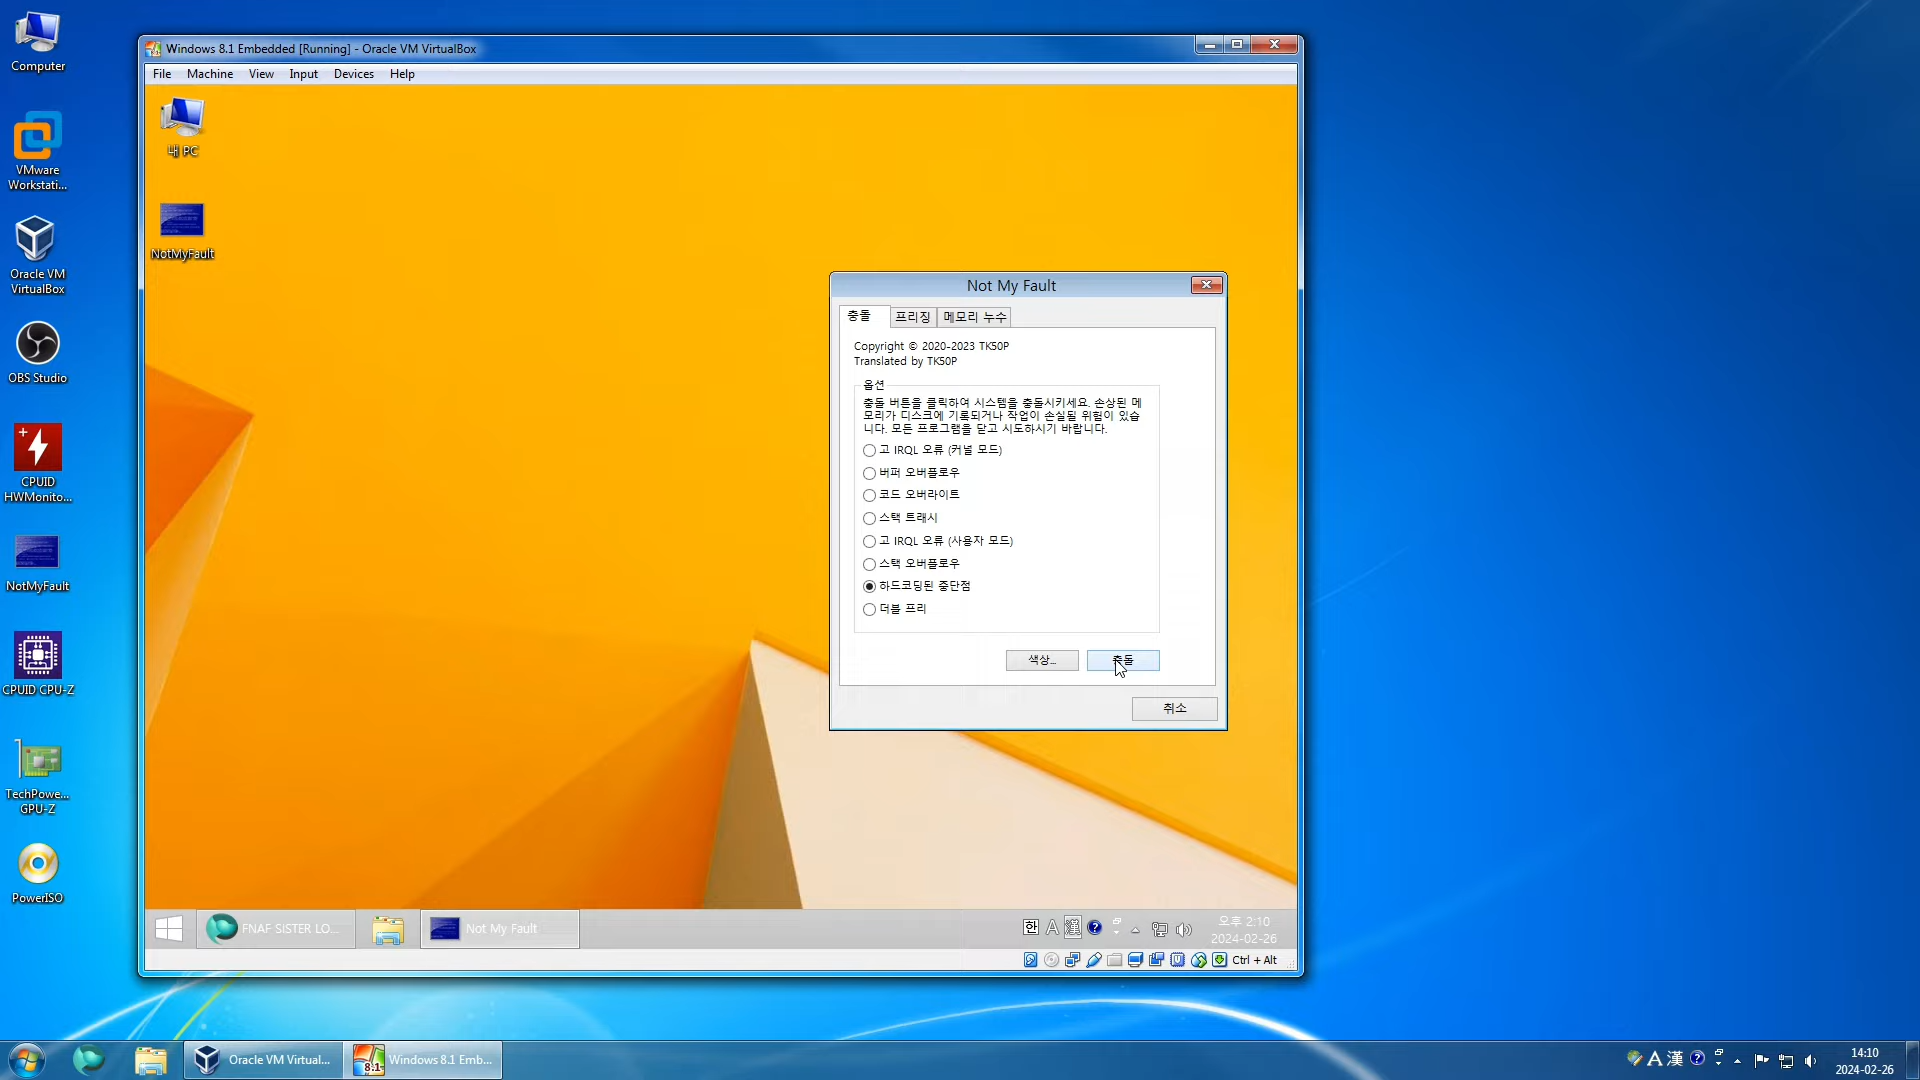 Computer
VMware
Workstati...
Oracle VM
VirtualBox
OBS Studio
CPUID
HWMonito...
NotMyFault
CPUID CPU-Z
TechPowe...
GPU-Z
PowerISO
Windows 8.1 Embedded [Running] - Oracle VM VirtualBox
File Machine View Input Devices Help
내 PC
NotMyFault
Not My Fault
충돌 프리징 메모리 누수
Copyright © 2020-2023 TK50P
Translated by TK50P
옵션
충돌 버튼을 클릭하여 시스템을 충돌시키세요. 손상된 메
모리가 디스크에 기록되거나 작업이 손실될 위험이 있습
니다. 모든 프로그램을 닫고 시도하시기 바랍니다.
고 IRQL 오류 (커널 모드)
버퍼 오버플로우
코드 오버라이트
스택 트래시
고 IRQL 오류 (사용자 모드)
스택 오버플로우
하드코딩된 중단점
더블 프리
색상... 충돌
취소
FNAF SISTER LO...
Not My Fault
한 A 漢
오후 2:10
2024-02-26
Ctrl + Alt
Oracle VM Virtual...
8.1
Windows 8.1 Emb...
A 漢
14:10
2024-02-26